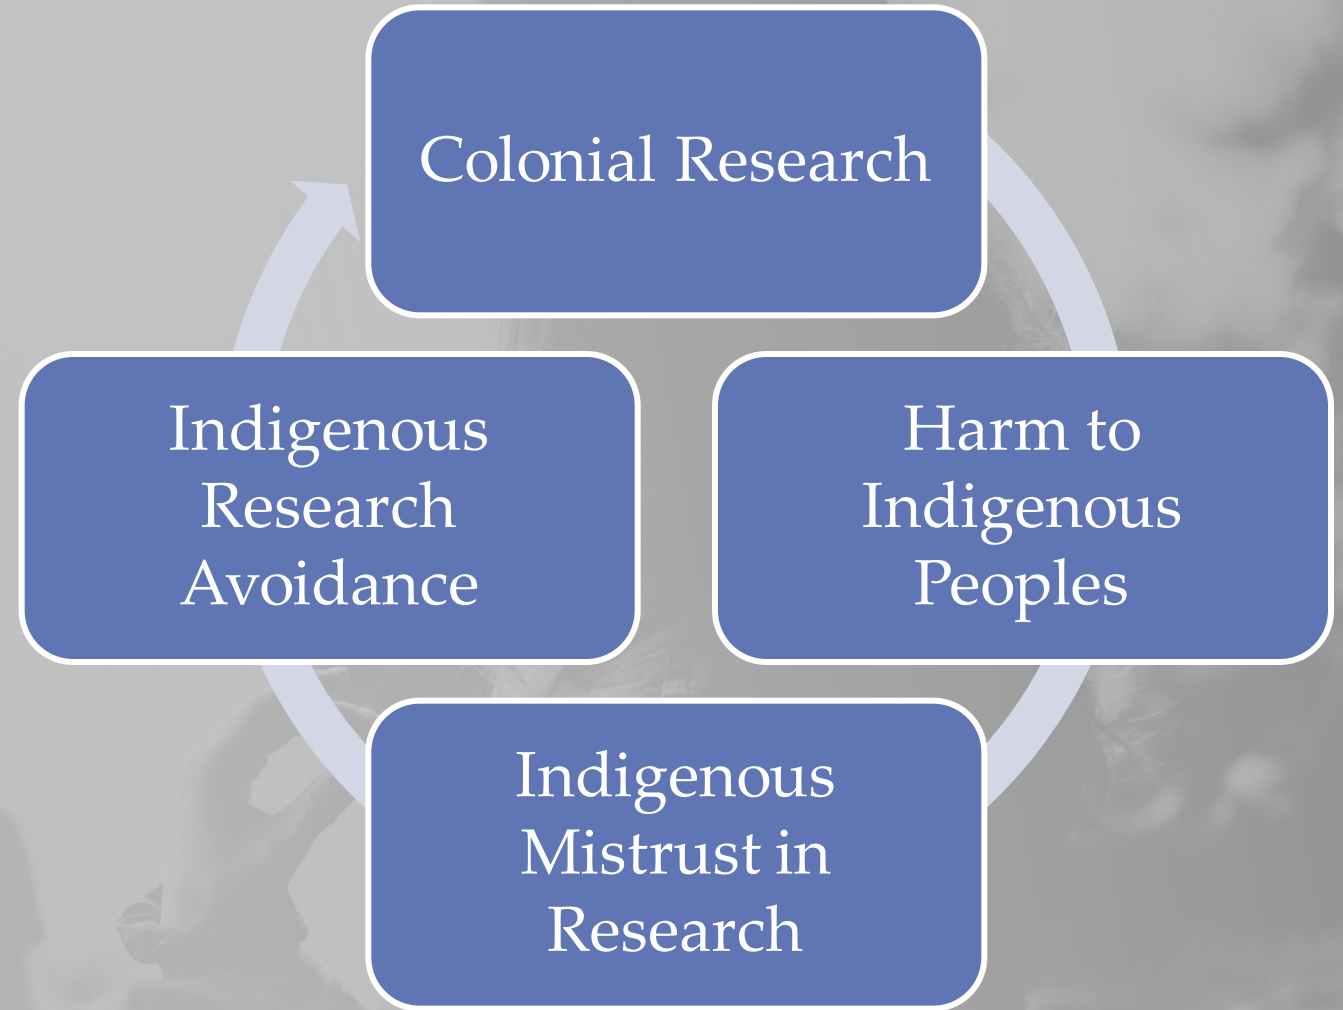 Colonial Research
Harm to
Indigenous
Peoples
Indigenous
Mistrust in
Research
Indigenous
Research
Avoidance